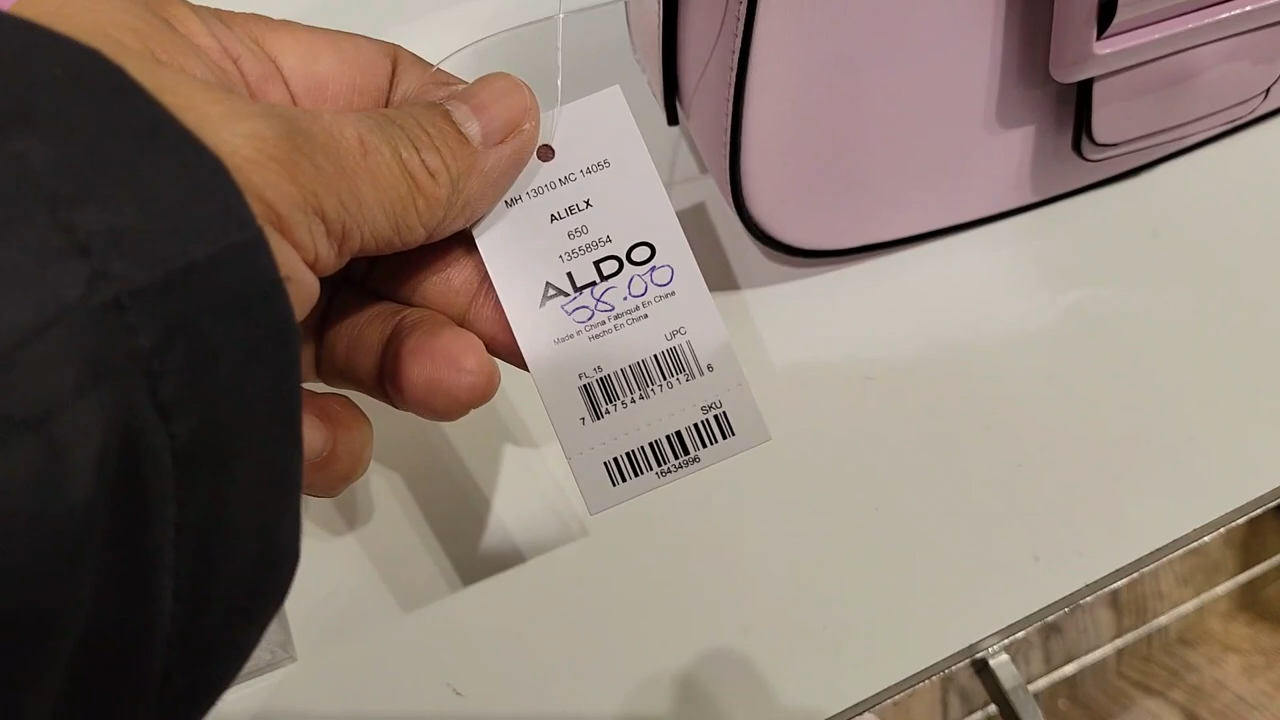 MH 13010 MC 14055
ALIELX
650
13558954
ALDO
58.00
Made in China Fabriqué En Chine
Hecho En China
UPC
FL_15
7 47544 17012 6
SKU
16434996